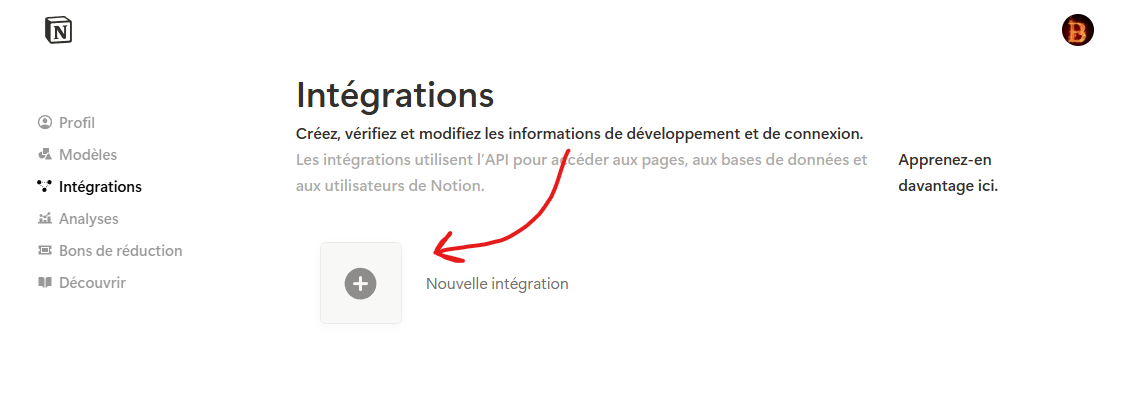 N
B
Intégrations
Créez, vérifiez et modifiez les informations de développement et de connexion.
Les intégrations utilisent l'API pour accéder aux pages, aux bases de données et
aux utilisateurs de Notion.
Apprenez-en
davantage ici.
Profil
Modèles
Intégrations
Analyses
Bons de réduction
Découvrir
Nouvelle intégration